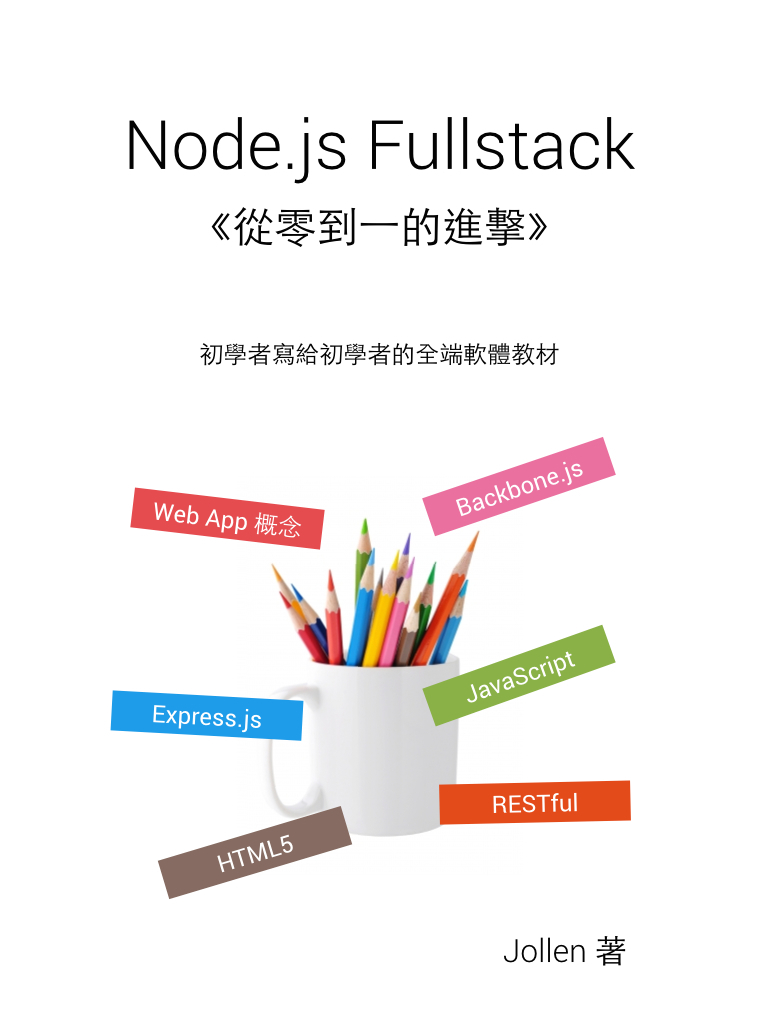 Node.js Fullstack
《從零到一的進擊》
初學者寫給初學者的全端軟體教材
Backbone.js
Web App 概念
JavaScript
Express.js
RESTful
HTML5
Jollen 著